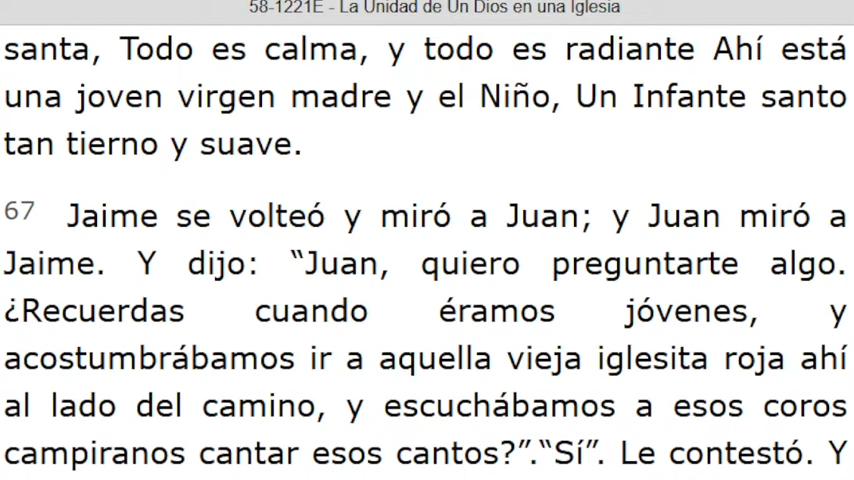 58-1221E - La Unidad de Un Dios en una Iglesia
santa, Todo es calma, y todo es radiante Ahí está
una joven virgen madre y el Niño, Un Infante santo
tan tierno y suave.
67 Jaime se volteó y miró a Juan; y Juan miró a
Jaime. Y dijo: “Juan, quiero preguntarte algo.
¿Recuerdas cuando éramos jóvenes, y
acostumbrábamos ir a aquella vieja iglesita roja ahí
al lado del camino, y escuchábamos a esos coros
campiranos cantar esos cantos?”.“Sí”. Le contestó. Y